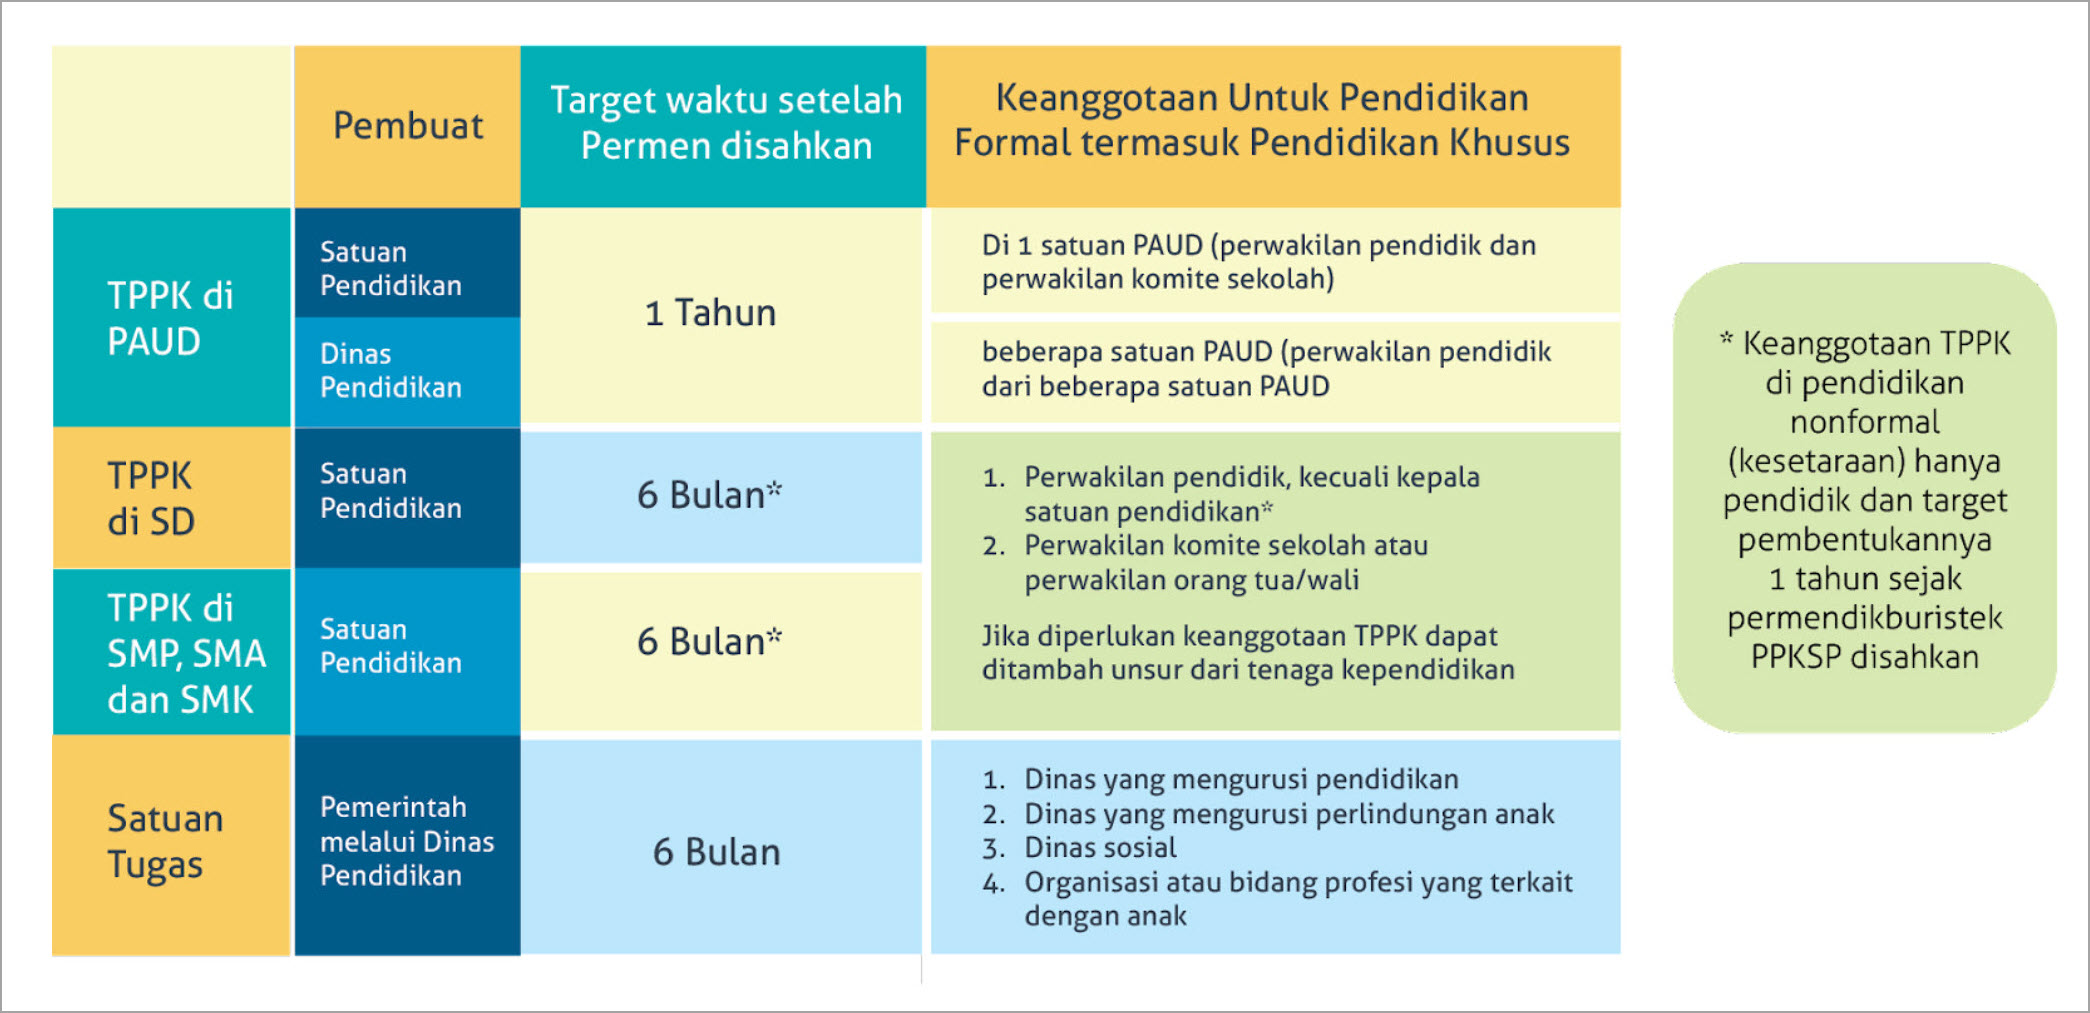 Pembuat
Target waktu setelah
Permen disahkan
Keanggotaan Untuk Pendidikan
Formal termasuk Pendidikan Khusus
TPPK di
PAUD
Satuan
Pendidikan
Dinas
Pendidikan
1 Tahun
Di 1 satuan PAUD (perwakilan pendidik dan
perwakilan komite sekolah)
beberapa satuan PAUD (perwakilan pendidik
dari beberapa satuan PAUD
TPPK
di SD
Satuan
Pendidikan
6 Bulan*
TPPK di
SMP, SMA
dan SMK
Satuan
Pendidikan
6 Bulan*
1. Perwakilan pendidik, kecuali kepala
satuan pendidikan*
2. Perwakilan komite sekolah atau
perwakilan orang tua/wali
Jika diperlukan keanggotaan TPPK dapat
ditambah unsur dari tenaga kependidikan
Satuan
Tugas
Pemerintah
melalui Dinas
Pendidikan
6 Bulan
1. Dinas yang mengurusi pendidikan
2. Dinas yang mengurusi perlindungan anak
3. Dinas sosial
4. Organisasi atau bidang profesi yang terkait
dengan anak
* Keanggotaan TPPK
di pendidikan
nonformal
(kesetaraan) hanya
pendidik dan target
pembentukannya
1 tahun sejak
permendikburistek
PPKSP disahkan